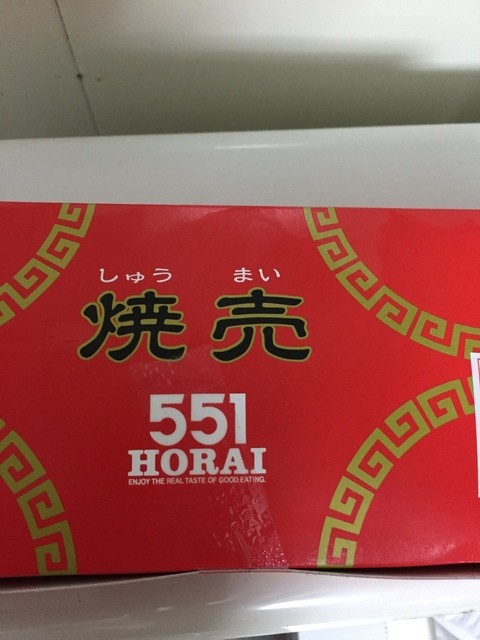 しゅう まい
焼売
551
HORAI
ENJOY THE REAL TASTE OF GOOD EATING.